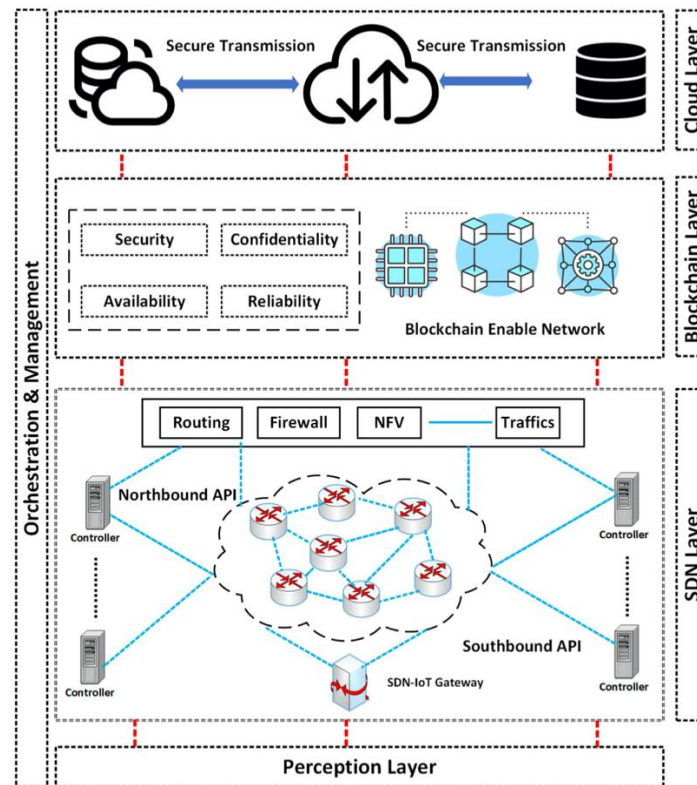 Orchestration & Management
Secure Transmission
Secure Transmission
Cloud Layer
Security
Confidentiality
Availability
Reliability
Blockchain Enable Network
Blockchain Layer
Routing
Firewall
NFV
Traffics
Northbound API
Controller
Controller
Controller
Controller
Southbound API
SDN-IoT Gateway
SDN Layer
Perception Layer